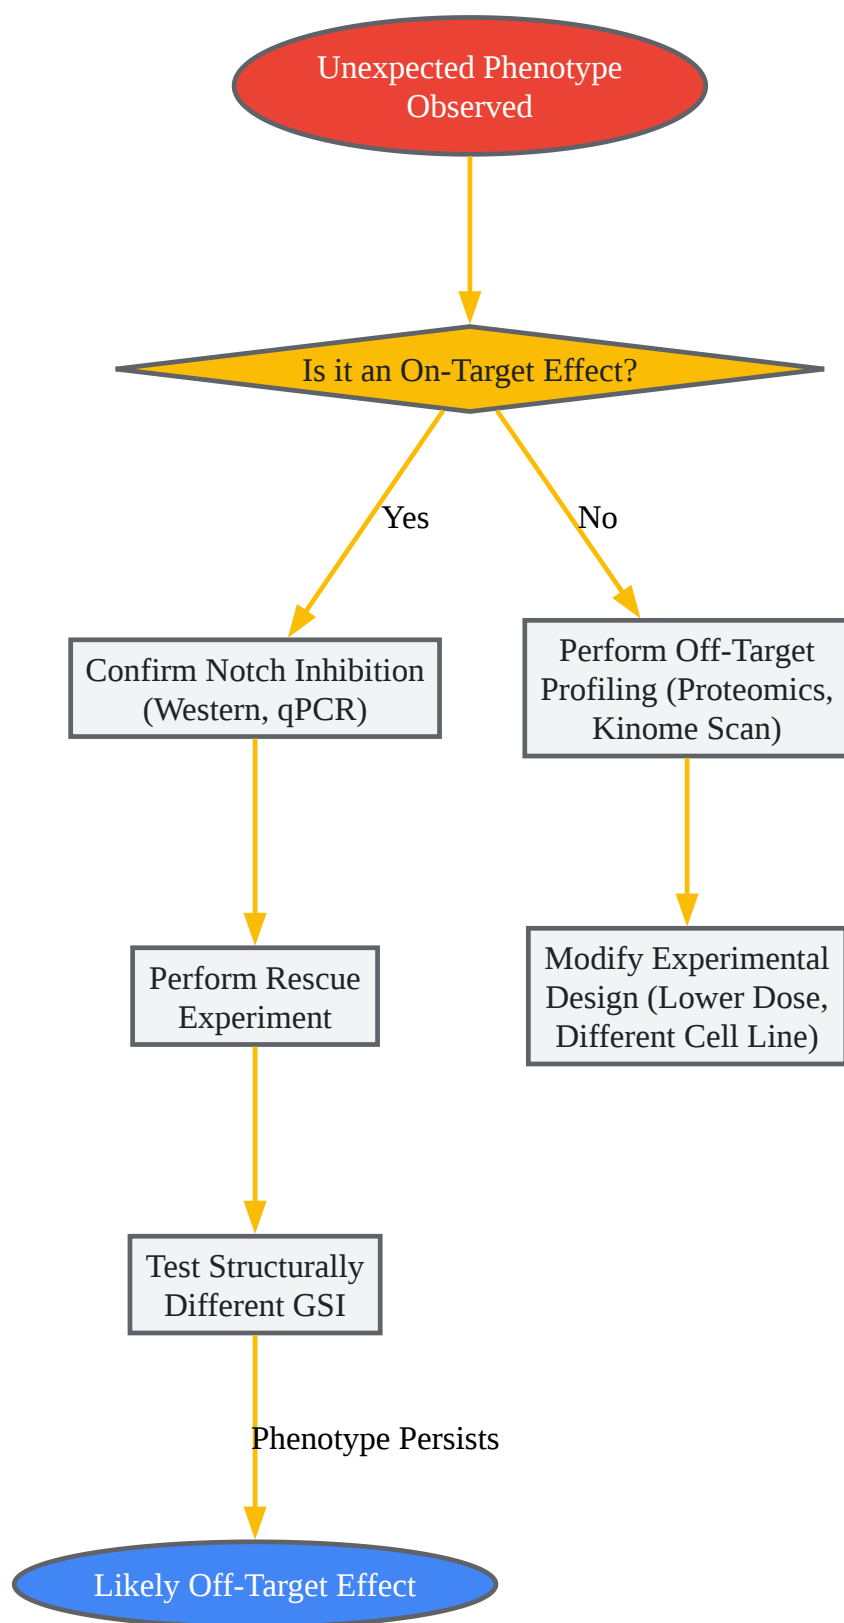 Unexpected Phenotype
Observed
Is it an On-Target Effect?
Yes
No
Confirm Notch Inhibition
(Western, qPCR)
Perform Off-Target
Profiling (Proteomics,
Kinome Scan)
Perform Rescue
Experiment
Modify Experimental
Design (Lower Dose,
Different Cell Line)
Test Structurally
Different GSI
Phenotype Persists
Likely Off-Target Effect